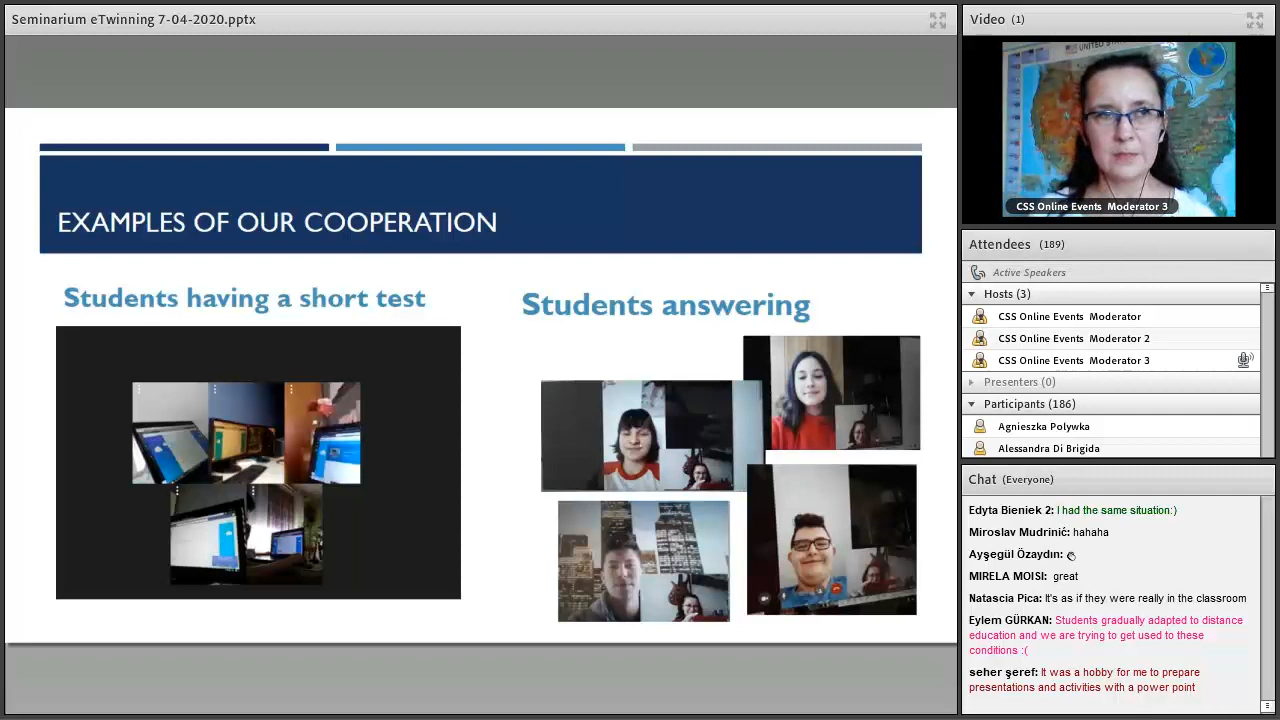 Seminarium eTwinning 7-04-2020.pptx
EXAMPLES OF OUR COOPERATION
Students having a short test
Students answering
Video (1)
UNITED
CSS Online Events Moderator 3
Attendees (189)
Active Speakers
Hosts (3)
CSS Online Events Moderator
CSS Online Events Moderator 2
CSS Online Events Moderator 3
Presenters (0)
Participants (186)
Agnieszka Polywka
Alessandra Di Brigida
Chat (Everyone)
Edyta Bieniek 2: I had the same situation:)
Miroslav Mudrinić: hahaha
Ayşegül Özaydın:
MIRELA MOISI: great
Natascia Pica: It's as if they were really in the classroom
Eylem GÜRKAN: Students gradually adapted to distance
education and we are trying to get used to these
conditions :(
seher şeref: It was a hobby for me to prepare
presentations and activities with a power point